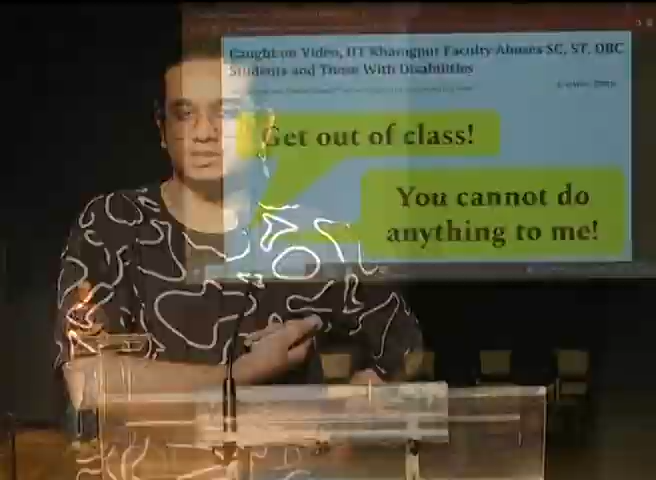 Caught on Video, IIT Kharagpur Faculty Abuses SC, ST, OBC
Students and Those With Disabilities
Get out of class!
You cannot do
anything to me!